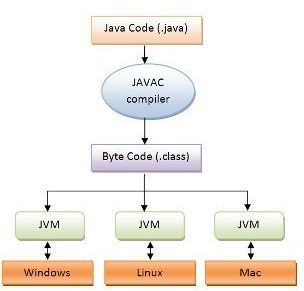 Java Code (.java)
JAVAC
compiler
Byte Code (.class)
JVM JVM JVM
Windows Linux Mac